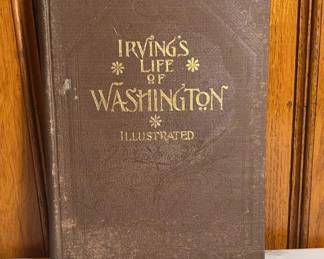 IRVING'S
LIFE
OF
WASHINGTON
ILLUSTRATED